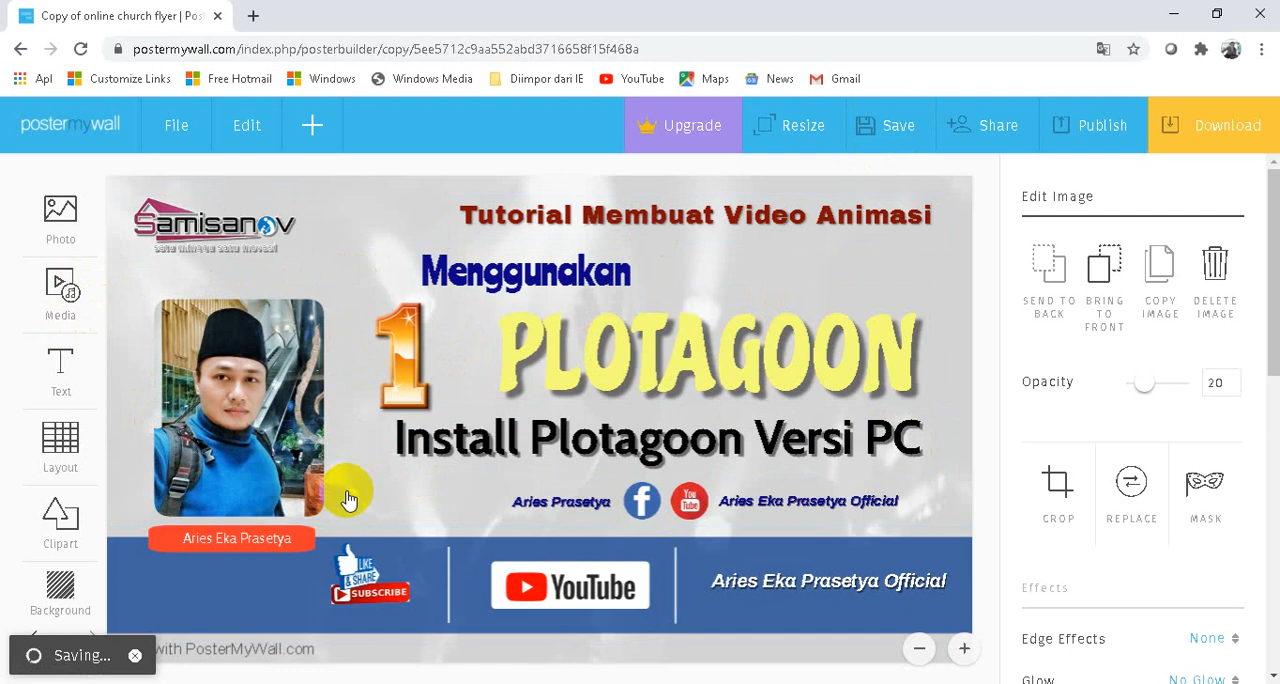 Copy of online church flyer | Pos
postermywall.com/index.php/posterbuilder/copy/5ee5712c9aa552abd3716658f15f468a
Apl Customize Links Free Hotmail Windows Windows Media Diimpor dari IE YouTube Maps News Gmail
postermywall File Edit Upgrade Resize Save Share Publish Download
Photo
Media
Text
Layout
Clipart
Background
Samisanov
Tutorial Membuat Video Animasi
Menggunakan
1 PLOTAGOON
Install Plotagoon Versi PC
Aries Prasetya f You Tube Aries Eka Prasetya Official
Aries Eka Prasetya
LIKE
& SHARE
SUBSCRIBE
YouTube
Aries Eka Prasetya Official
with PosterMyWall.com
Saving...
Edit Image
SEND TO BACK
BRING TO FRONT
COPY IMAGE
DELETE IMAGE
Opacity 20
CROP REPLACE MASK
Effects
Edge Effects None
Glow No Glow